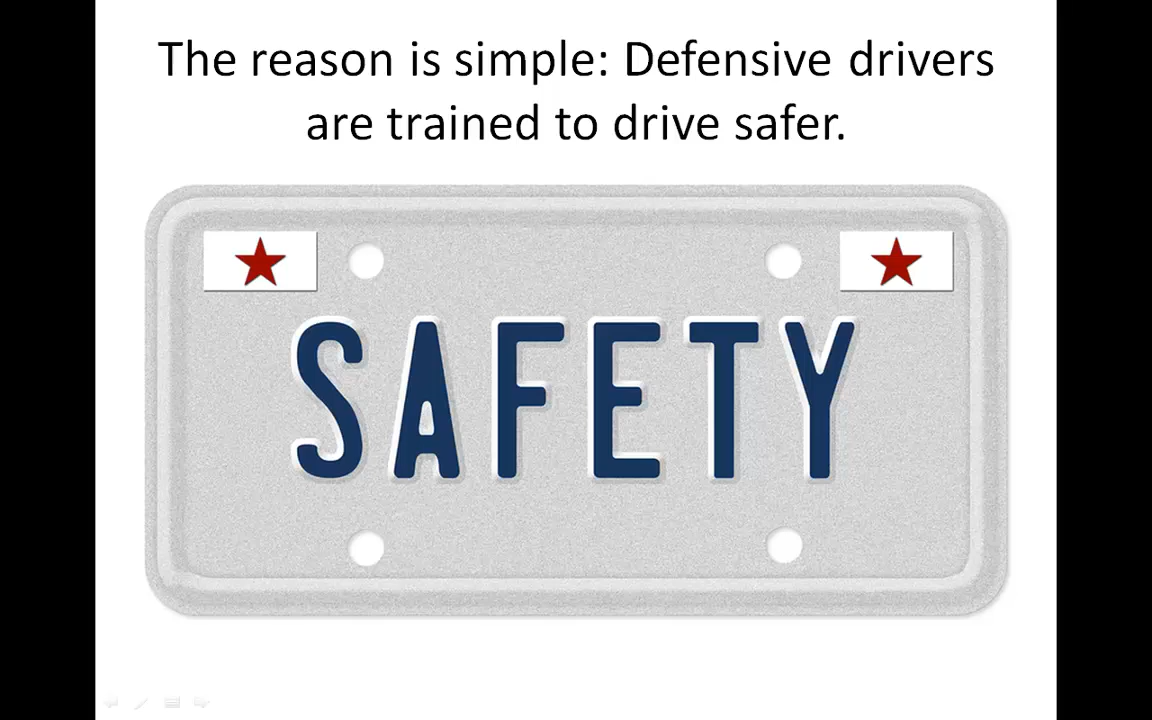 The reason is simple: Defensive drivers
are trained to drive safer.
SAFETY